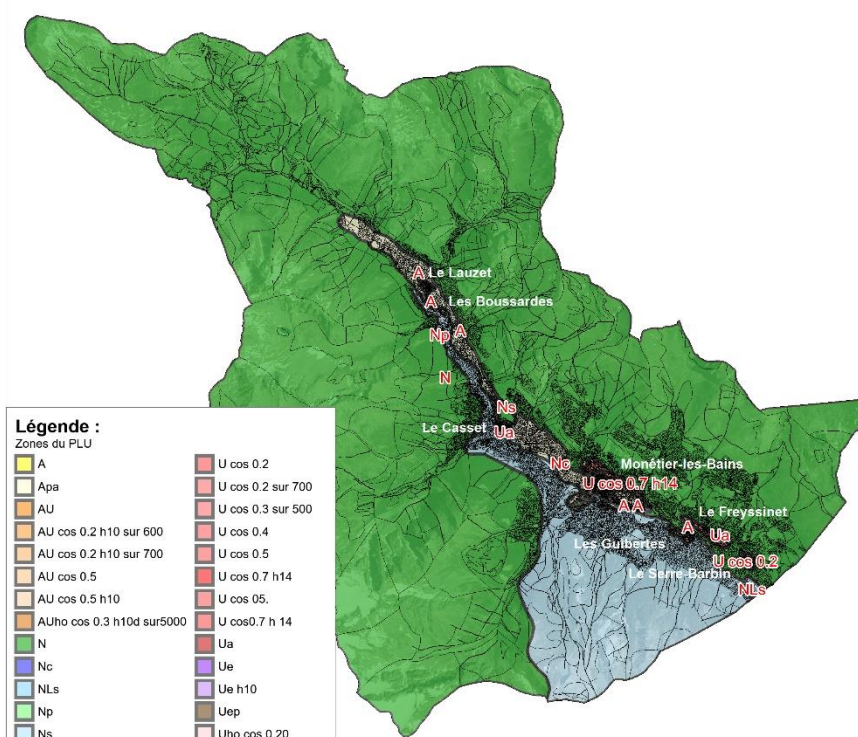 A Le Lauzet
A Les Boussardes
Np A
N
Ns
Le Casset Ua
Nc Monêtier-les-Bains
U cos 0.7 h14
A A Le Freyssinet
A Ua
Les Guibertes
U cos 0.2
Le Serre-Barbin
NLs
Légende :
Zones du PLU
A
Apa
AU
AU cos 0.2 h10 sur 600
AU cos 0.2 h10 sur 700
AU cos 0.5
AU cos 0.5 h10
AUho cos 0.3 h10d sur5000
N
Nc
NLs
Np
Ns
U cos 0.2
U cos 0.2 sur 700
U cos 0.3 sur 500
U cos 0.4
U cos 0.5
U cos 0.7 h14
U cos 05.
U cos0.7 h 14
Ua
Ue
Ue h10
Uep
Uho cos 0.20